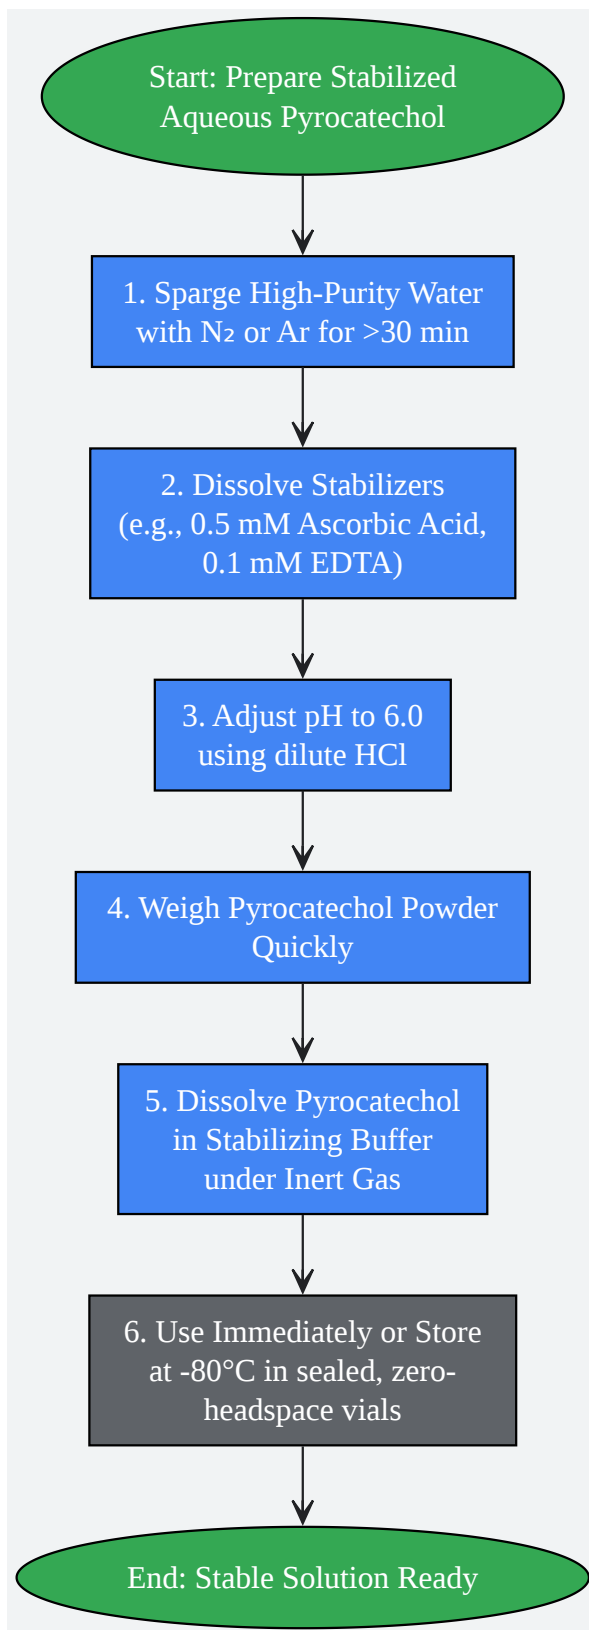 Start: Prepare Stabilized
Aqueous Pyrocatechol
1. Sparge High-Purity Water
with N₂ or Ar for >30 min
2. Dissolve Stabilizers
(e.g., 0.5 mM Ascorbic Acid,
0.1 mM EDTA)
3. Adjust pH to 6.0
using dilute HCl
4. Weigh Pyrocatechol Powder
Quickly
5. Dissolve Pyrocatechol
in Stabilizing Buffer
under Inert Gas
6. Use Immediately or Store
at -80°C in sealed, zero-
headspace vials
End: Stable Solution Ready